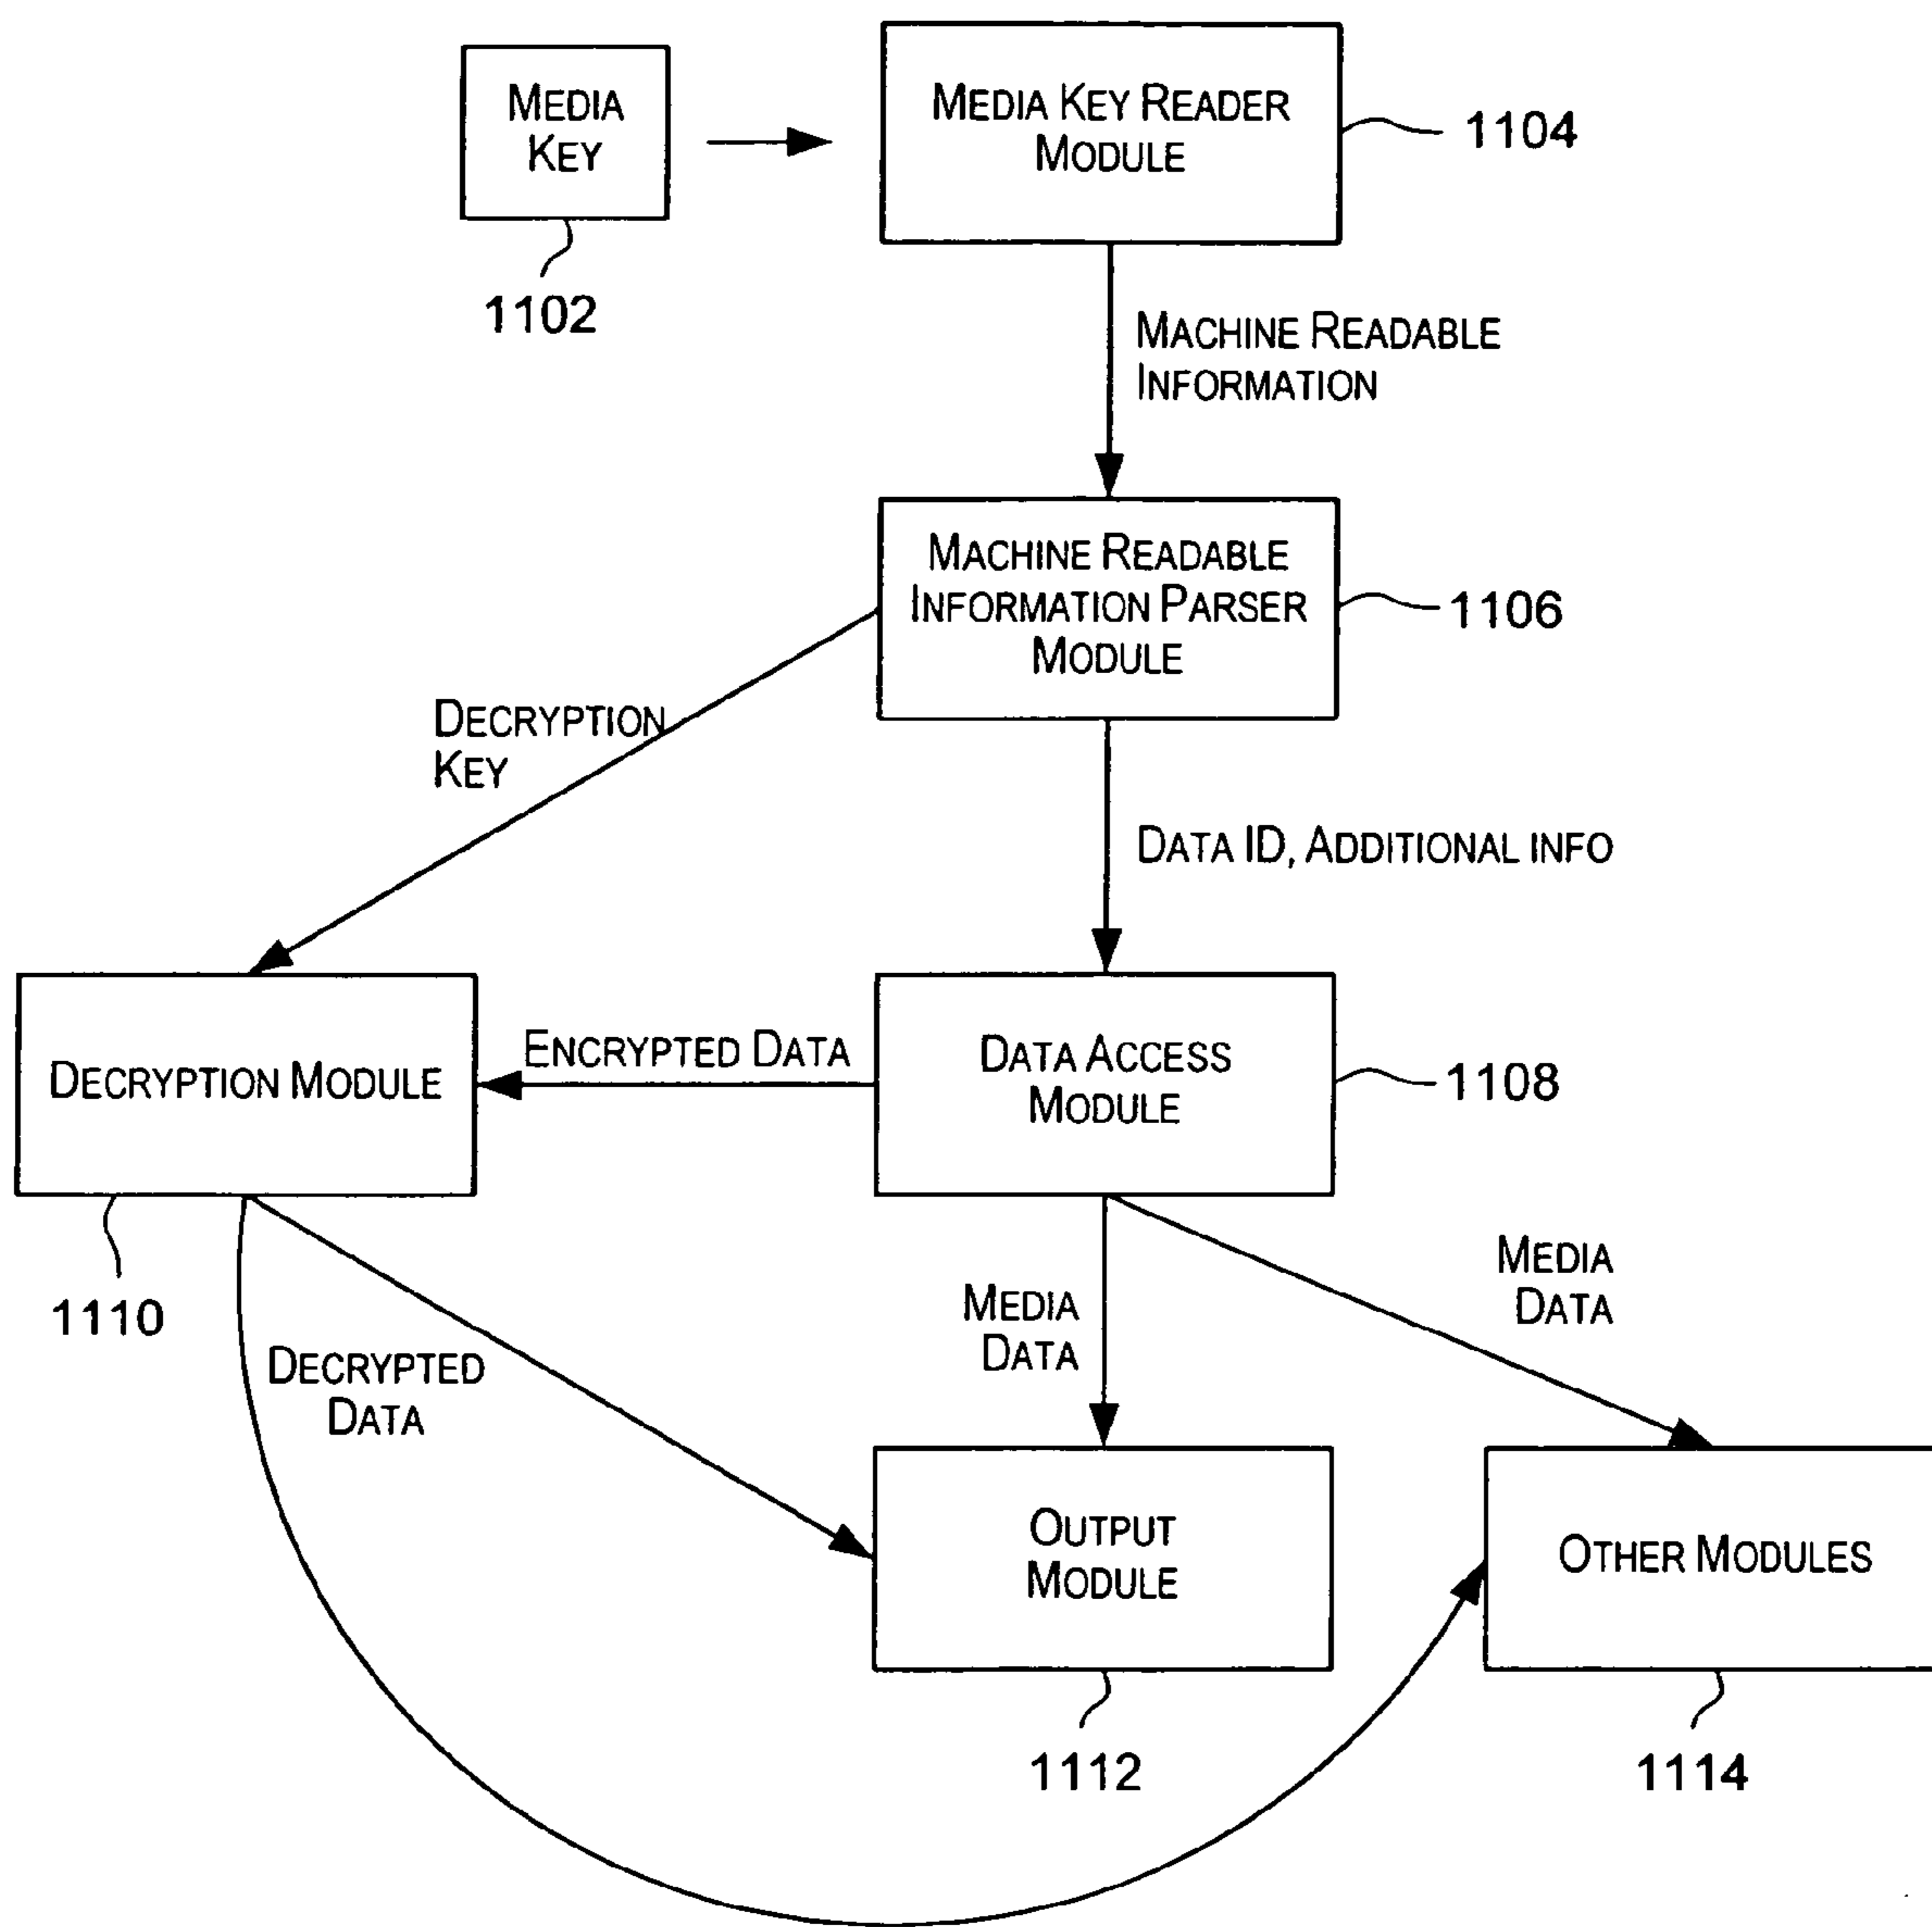 MEDIA
KEY
1102
MEDIA KEY READER
MODULE
1104
MACHINE READABLE
INFORMATION
MACHINE READABLE
INFORMATION PARSER
MODULE
1106
DECRYPTION
KEY
DATA ID, ADDITIONAL INFO
DECRYPTION MODULE
1110
ENCRYPTED DATA
DATA ACCESS
MODULE
1108
DECRYPTED
DATA
MEDIA
DATA
MEDIA
DATA
OUTPUT
MODULE
1112
OTHER MODULES
1114